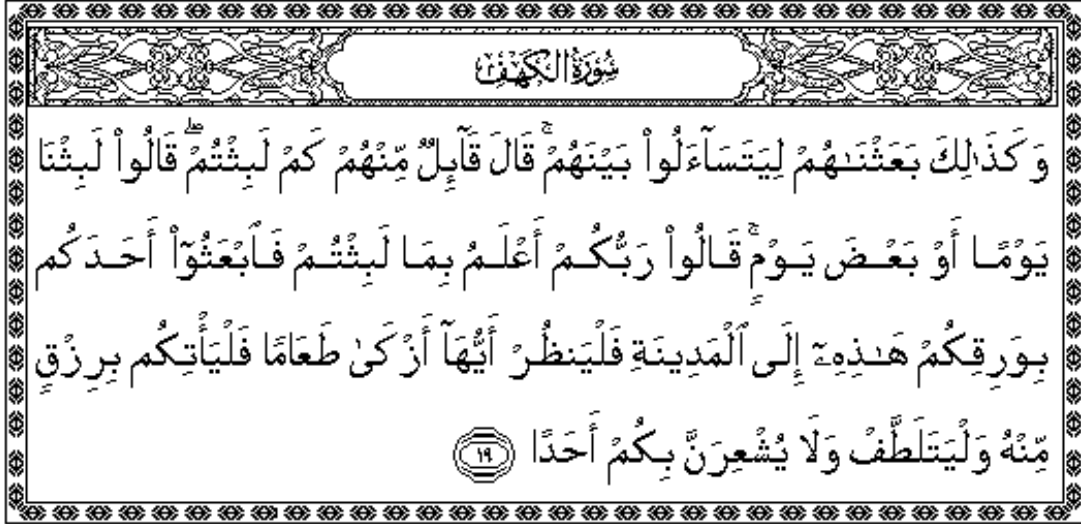 سُورَةُ الكَهْفِ
وَكَذَٰلِكَ بَعَثْنَـٰهُمْ لِيَتَسَآءَلُوا۟ بَيْنَهُمْ ۚ قَالَ قَآئِلٌ مِّنْهُمْ كَمْ لَبِثْتُمْ ۖ قَالُوا۟ لَبِثْنَا
يَوْمًا أَوْ بَعْضَ يَوْمٍ ۚ قَالُوا۟ رَبُّكُمْ أَعْلَمُ بِمَا لَبِثْتُمْ فَٱبْعَثُوٓا۟ أَحَدَكُم
بِوَرِقِكُمْ هَـٰذِهِۦٓ إِلَى ٱلْمَدِينَةِ فَلْيَنظُرْ أَيُّهَآ أَزْكَىٰ طَعَامًا فَلْيَأْتِكُم بِرِزْقٍ
مِّنْهُ وَلْيَتَلَطَّفْ وَلَا يُشْعِرَنَّ بِكُمْ أَحَدًا ١٩